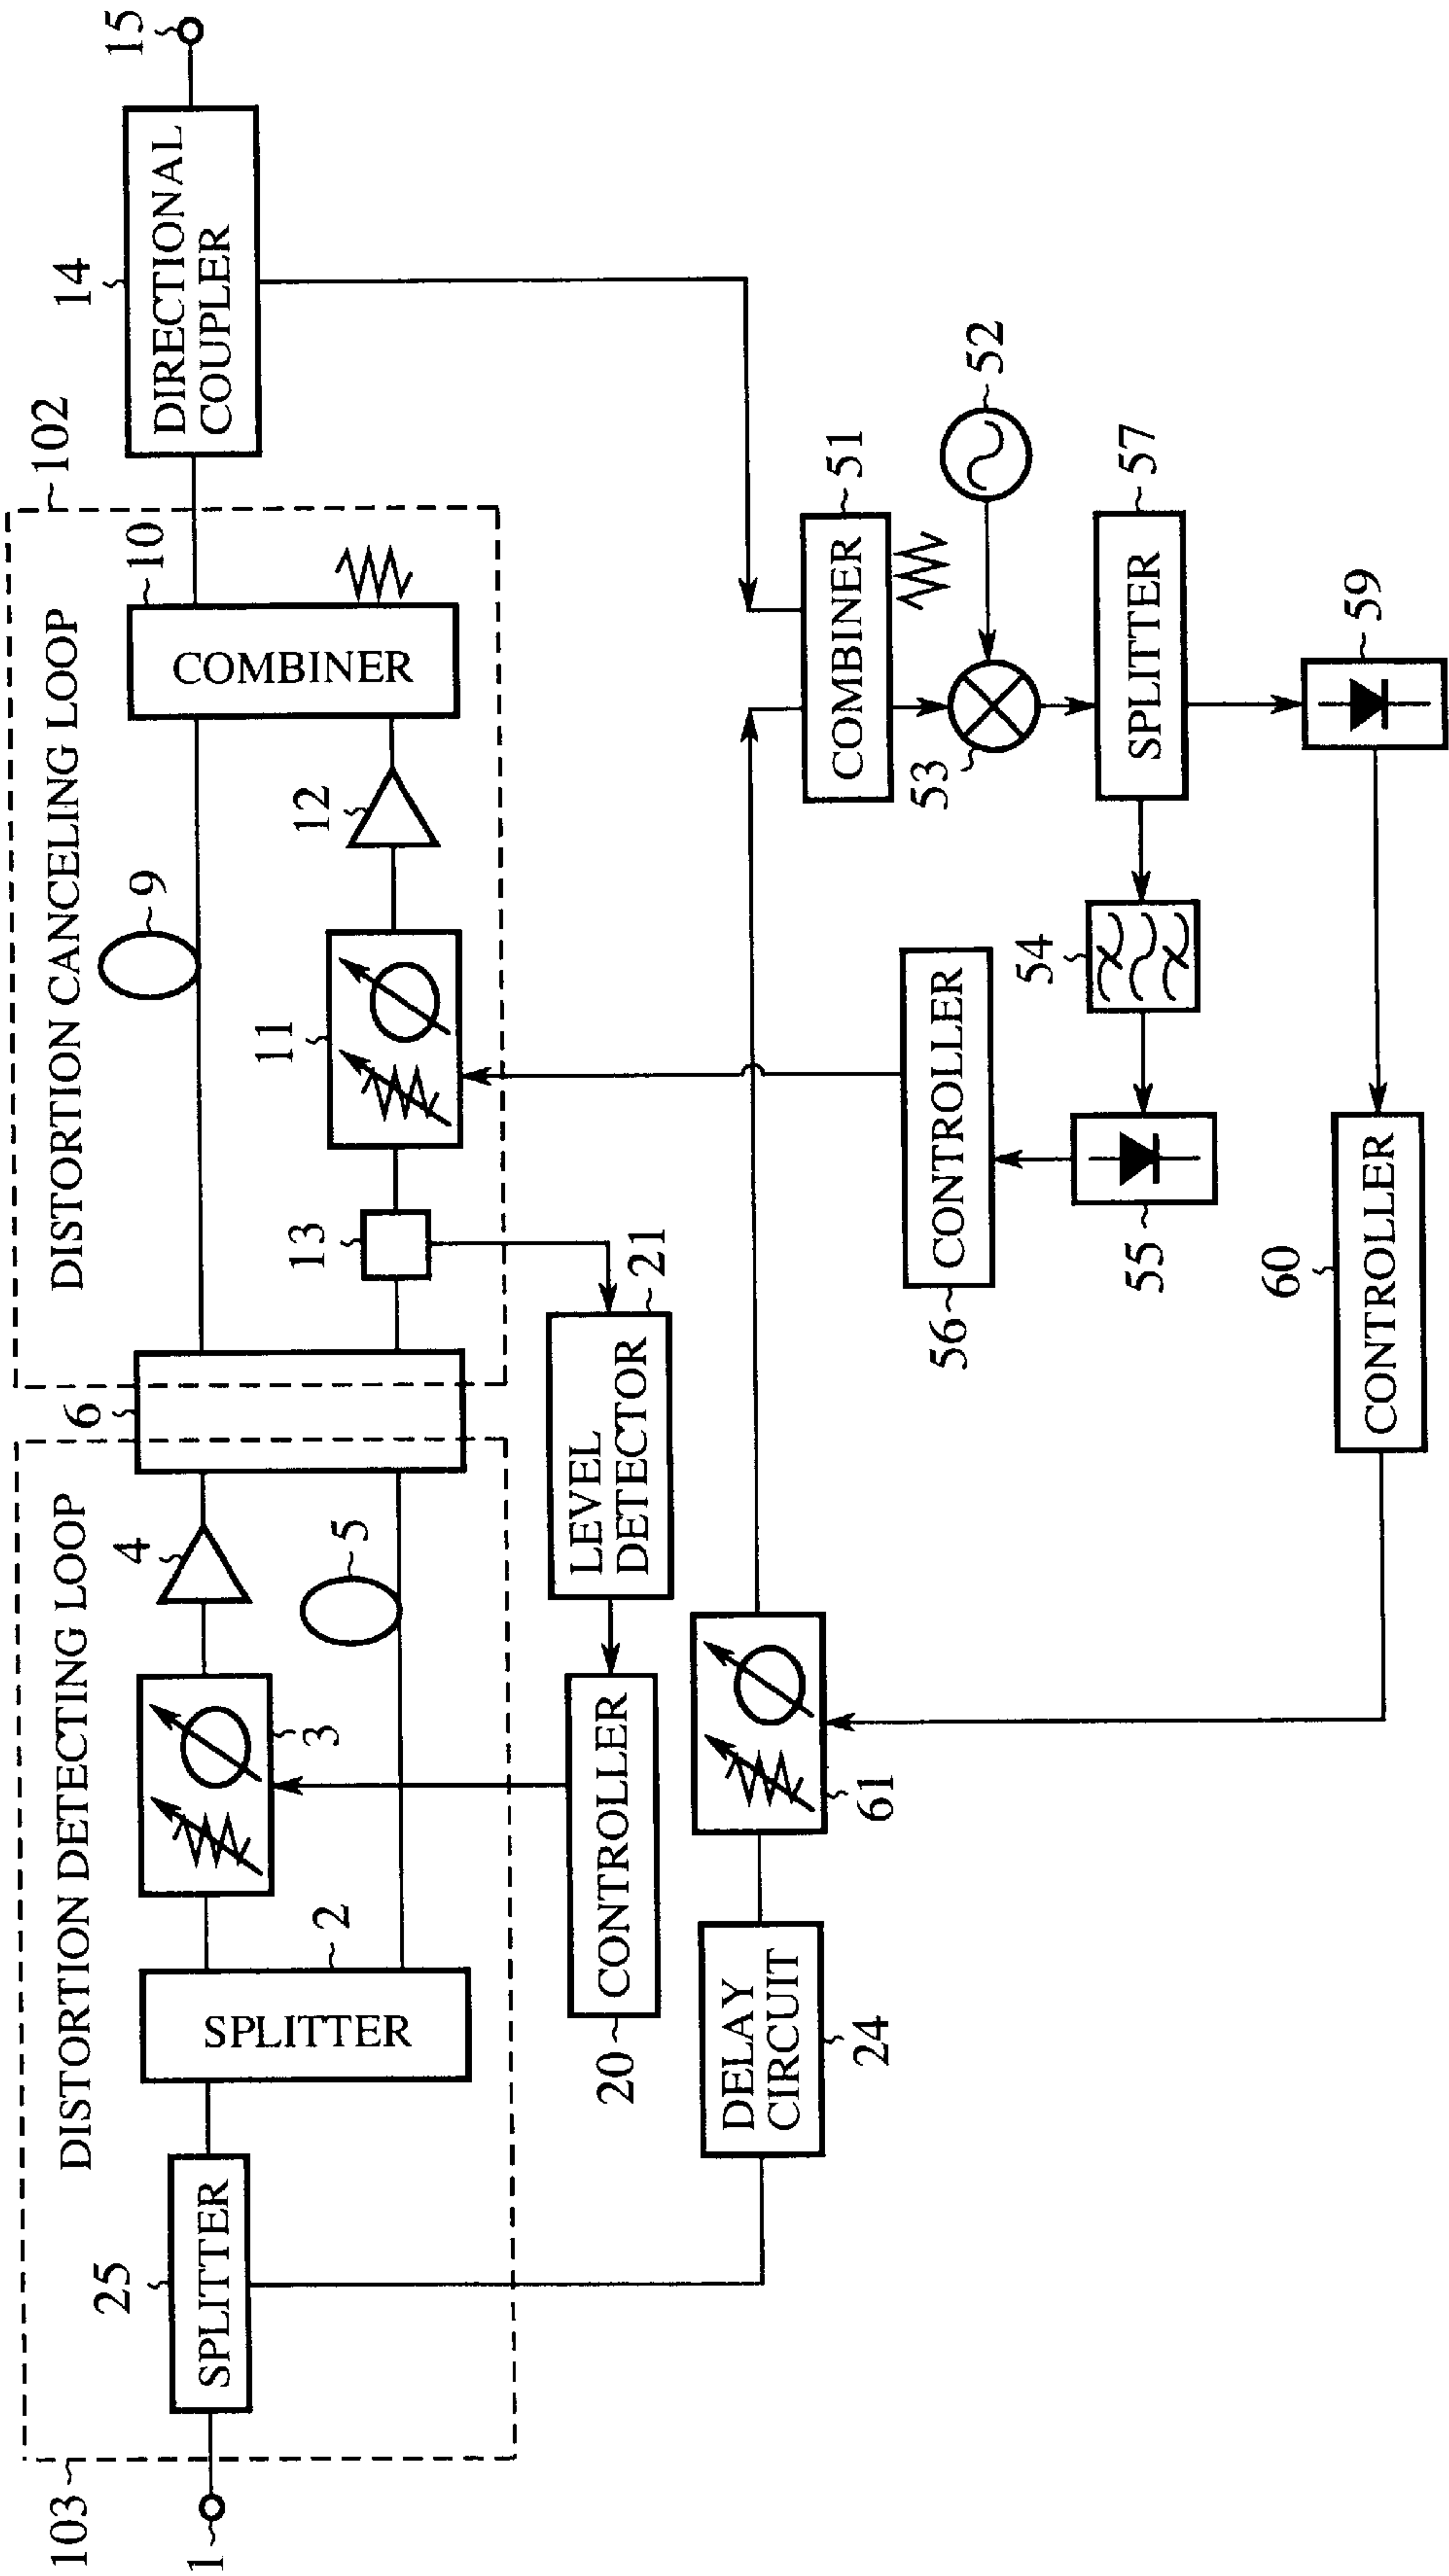 103
DISTORTION DETECTING LOOP
DISTORTION CANCELING LOOP
102
1
25
SPLITTER
SPLITTER
2
3
4
5
6
9
13
11
12
COMBINER
10
DIRECTIONAL
COUPLER
14
15
20
CONTROLLER
LEVEL
DETECTOR
21
DELAY
CIRCUIT
24
61
CONTROLLER
56
COMBINER
51
52
53
54
55
SPLITTER
57
59
CONTROLLER
60